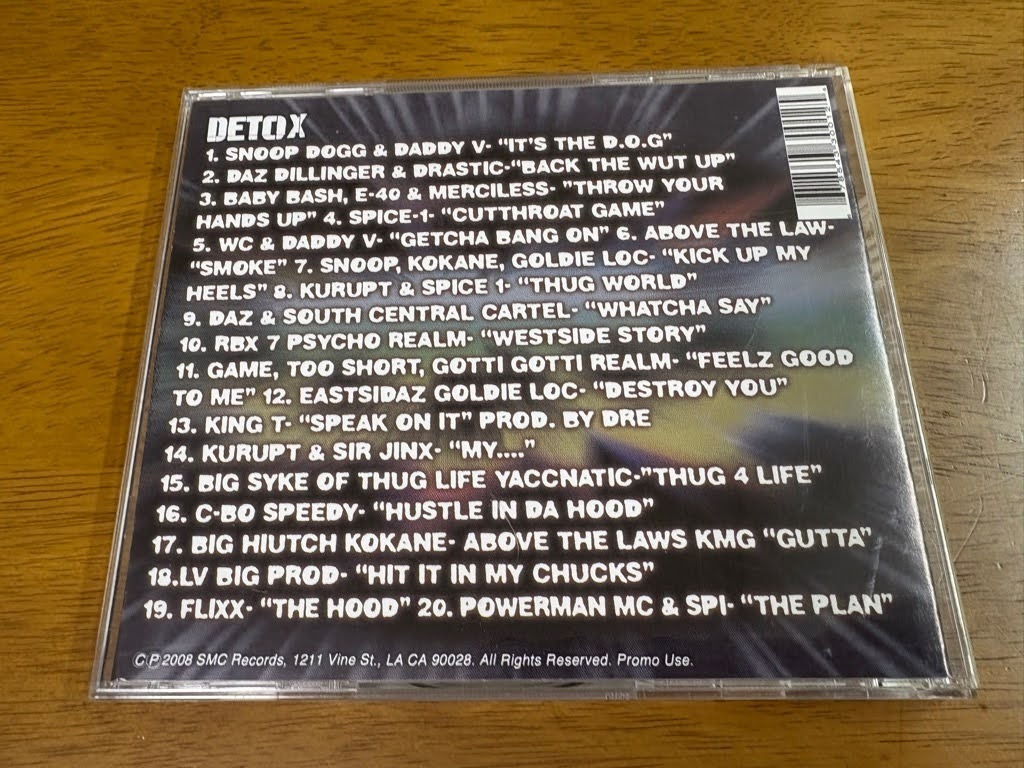 DETOX
1. SNOOP DOGG & DADDY V- "IT'S THE D.O.G"
2. DAZ DILLINGER & DRASTIC-"BACK THE WUT UP"
3. BABY BASH, E-40 & MERCILESS- "THROW YOUR
HANDS UP" 4. SPICE-1- "CUTTHROAT GAME"
5. WC & DADDY V- "GETCHA BANG ON" 6. ABOVE THE LAW-
"SMOKE" 7. SNOOP, KOKANE, GOLDIE LOC- "KICK UP MY
HEELS" 8. KURUPT & SPICE 1- "THUG WORLD"
9. DAZ & SOUTH CENTRAL CARTEL- "WHATCHA SAY"
10. RBX 7 PSYCHO REALM- "WESTSIDE STORY"
11. GAME, TOO SHORT, GOTTI GOTTI REALM- "FEELZ GOOD
TO ME" 12. EASTSIDAZ GOLDIE LOC- "DESTROY YOU"
13. KING T- "SPEAK ON IT" PROD. BY DRE
14. KURUPT & SIR JINX- "MY...."
15. BIG SYKE OF THUG LIFE YACCNATIC-"THUG 4 LIFE"
16. C-BO SPEEDY- "HUSTLE IN DA HOOD"
17. BIG HIUTCH KOKANE- ABOVE THE LAWS KMG "GUTTA"
18.LV BIG PROD- "HIT IT IN MY CHUCKS"
19. FLIXX- "THE HOOD" 20. POWERMAN MC & SPI- "THE PLAN"
©℗2008 SMC Records, 1211 Vine St., LA CA 90028. All Rights Reserved. Promo Use.